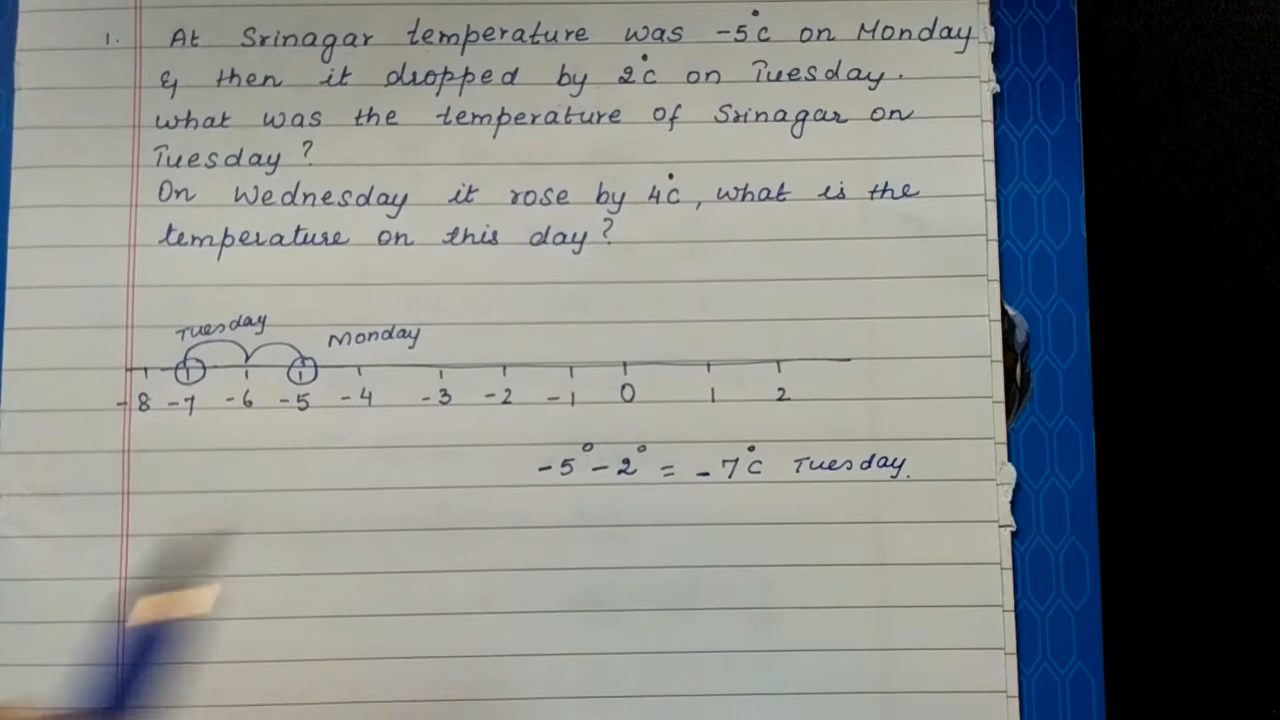 1. At Srinagar temperature was -5°C on Monday
& then it dropped by 2°C on Tuesday.
What was the temperature of Srinagar on
Tuesday ?
On Wednesday it rose by 4°C, what is the
temperature on this day ?
Tuesday Monday
-8 -7 -6 -5 -4 -3 -2 -1 0 1 2
-5° - 2° = -7°C Tuesday.